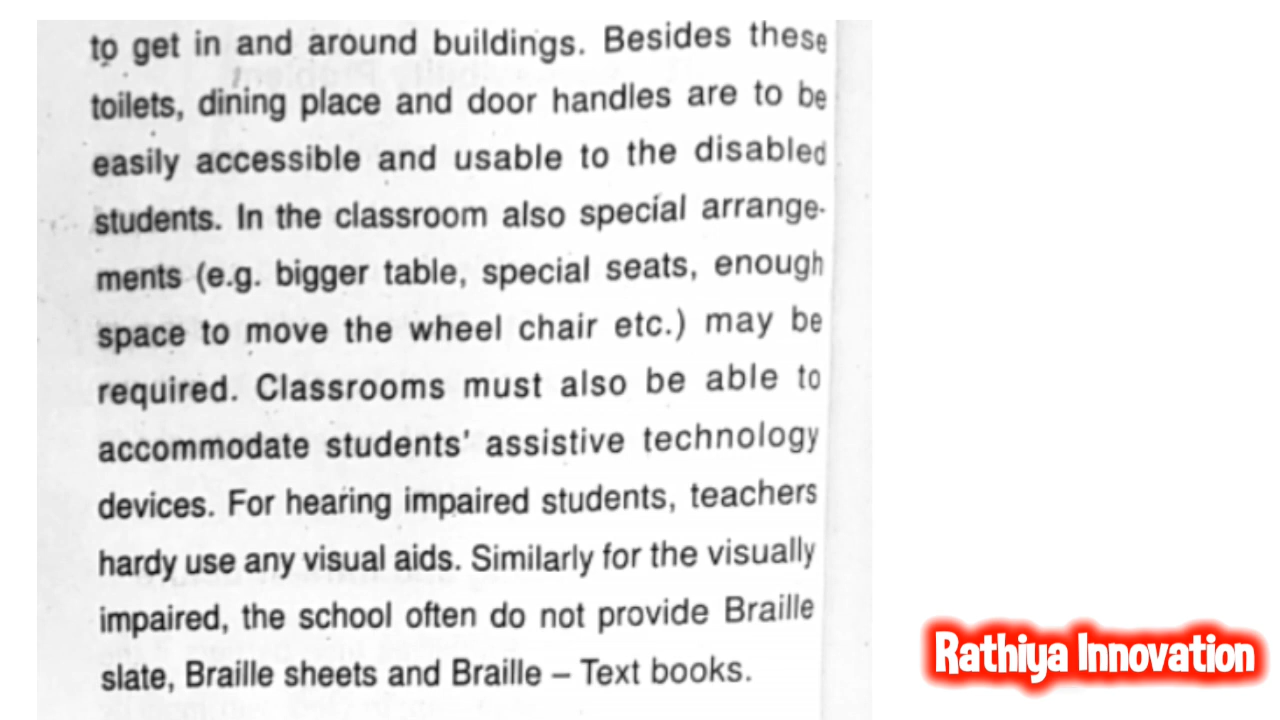 to get in and around buildings. Besides these
toilets, dining place and door handles are to be
easily accessible and usable to the disabled
students. In the classroom also special arrange-
ments (e.g. bigger table, special seats, enough
space to move the wheel chair etc.) may be
required. Classrooms must also be able to
accommodate students' assistive technology
devices. For hearing impaired students, teachers
hardy use any visual aids. Similarly for the visually
impaired, the school often do not provide Braille
slate, Braille sheets and Braille – Text books.
Rathiya Innovation